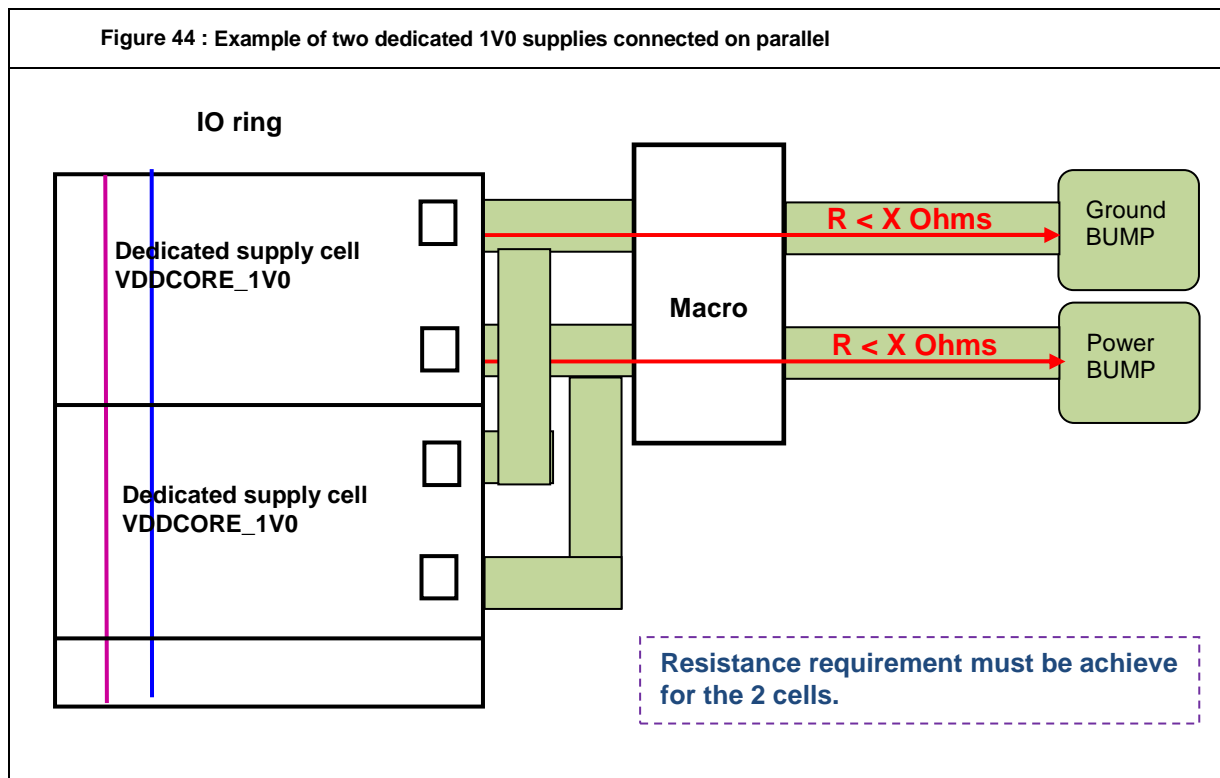 Figure 44 : Example of two dedicated 1V0 supplies connected on parallel
IO ring
Dedicated supply cell
VDDCORE_1V0
Dedicated supply cell
VDDCORE_1V0
Macro
R < X Ohms
R < X Ohms
Ground
BUMP
Power
BUMP
Resistance requirement must be achieve
for the 2 cells.